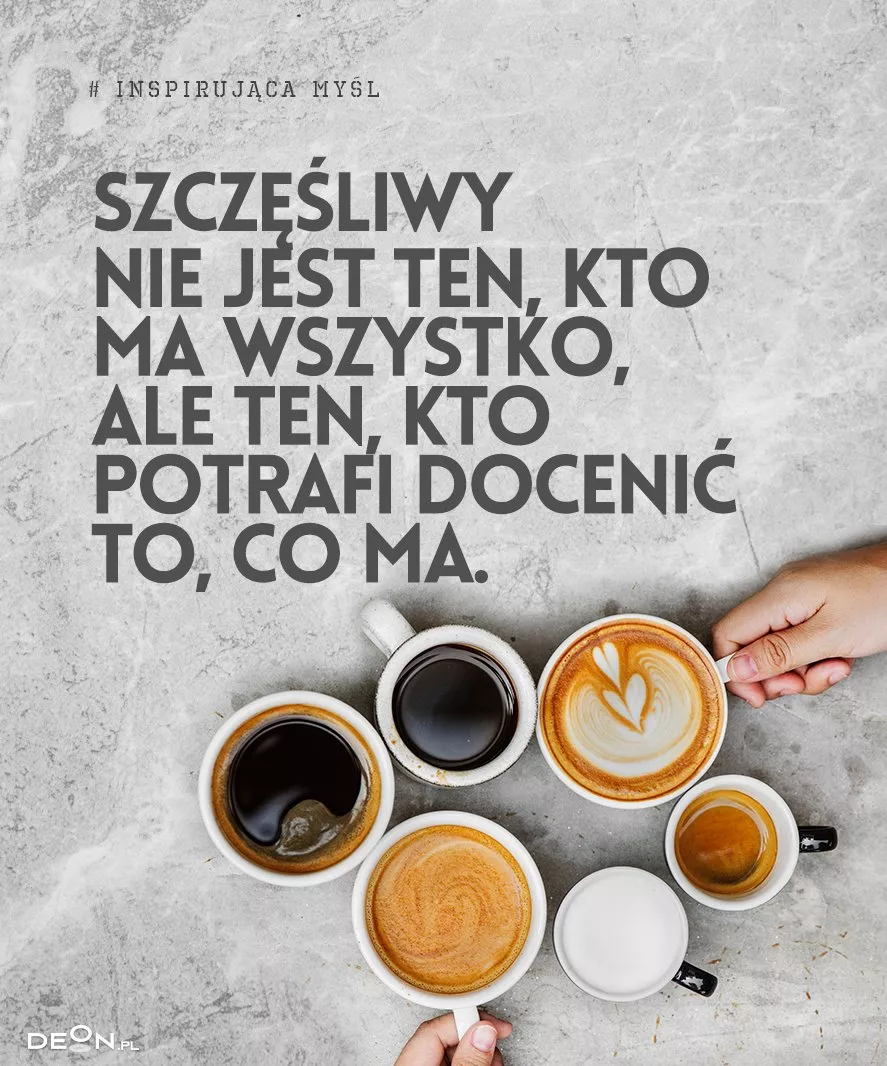 # INSPIRUJĄCA MYŚL
SZCZĘŚLIWY
NIE JEST TEN, KTO
MA WSZYSTKO,
ALE TEN, KTO
POTRAFI DOCENIĆ
TO, CO MA.
DEON.PL